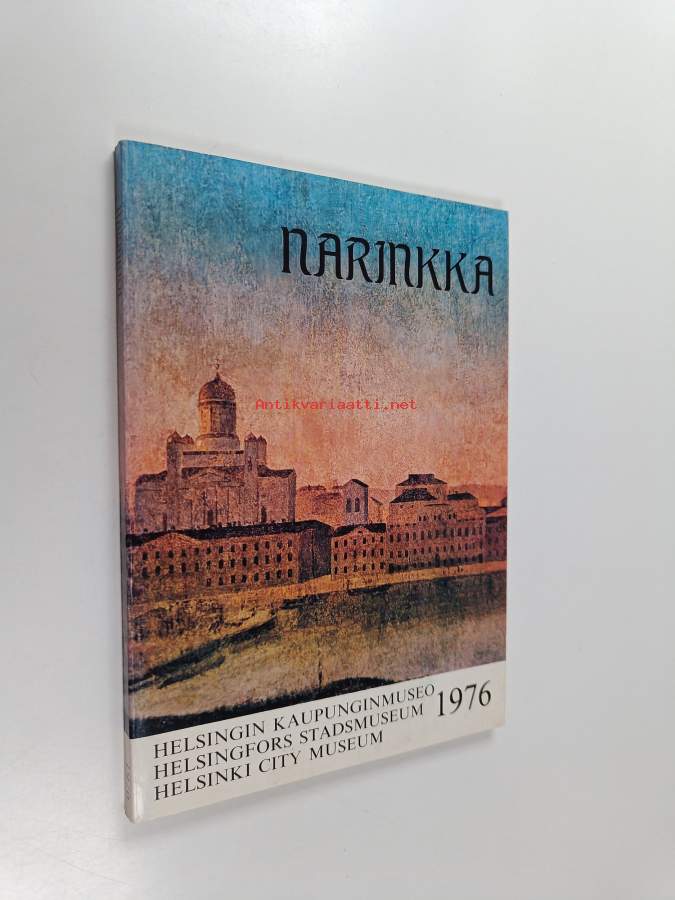 NARINKKA
Antikvariaatti.net
HELSINGIN KAUPUNGINMUSEO
HELSINGFORS STADSMUSEUM 1976
HELSINKI CITY MUSEUM